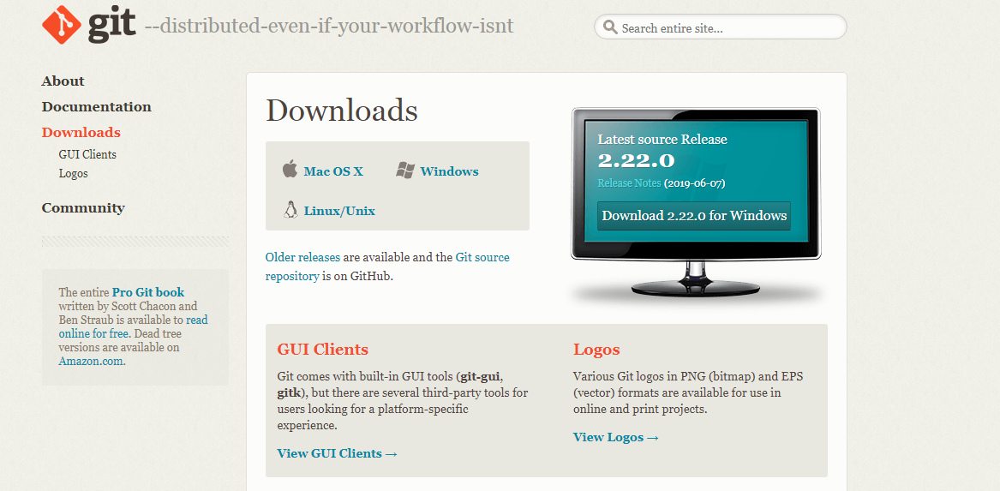 git --distributed-even-if-your-workflow-isnt
Search entire site...
About
Documentation
Downloads
GUI Clients
Logos
Community
The entire Pro Git book
written by Scott Chacon and
Ben Straub is available to read
online for free. Dead tree
versions are available on
Amazon.com.
Downloads
Mac OS X
Windows
Linux/Unix
Older releases are available and the Git source
repository is on GitHub.
Latest source Release
2.22.0
Release Notes (2019-06-07)
Download 2.22.0 for Windows
GUI Clients
Git comes with built-in GUI tools (git-gui,
gitk), but there are several third-party tools for
users looking for a platform-specific
experience.
View GUI Clients →
Logos
Various Git logos in PNG (bitmap) and EPS
(vector) formats are available for use in
online and print projects.
View Logos →